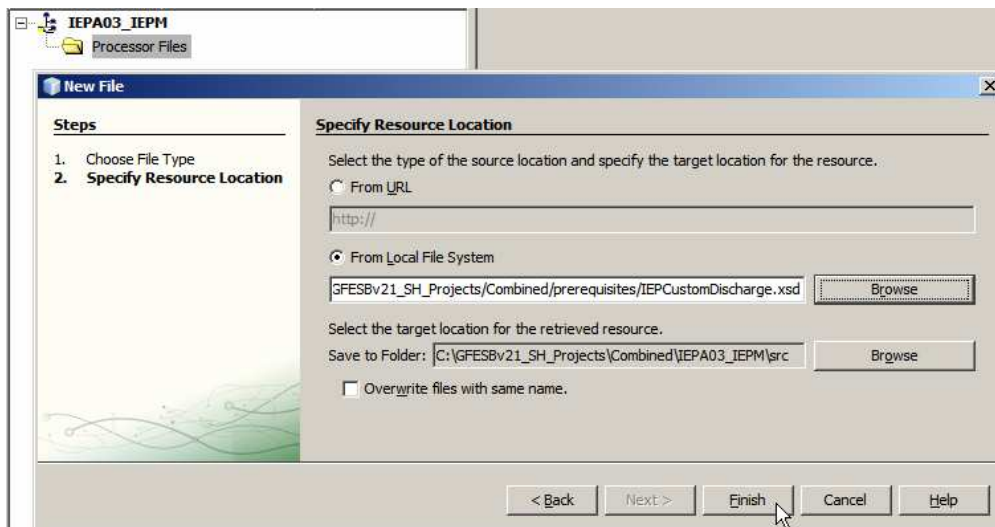 IEPA03_IEPM
Processor Files
New File
Steps
1. Choose File Type
2. Specify Resource Location
Specify Resource Location
Select the type of the source location and specify the target location for the resource.
From URL
http://
From Local File System
GFESBv21_SH_Projects/Combined/prerequisites/IEPCustomDischarge.xsd
Browse
Select the target location for the retrieved resource.
Save to Folder: C:\GFESBv21_SH_Projects\Combined\IEPA03_IEPM\src
Browse
Overwrite files with same name.
< Back Next > Finish Cancel Help